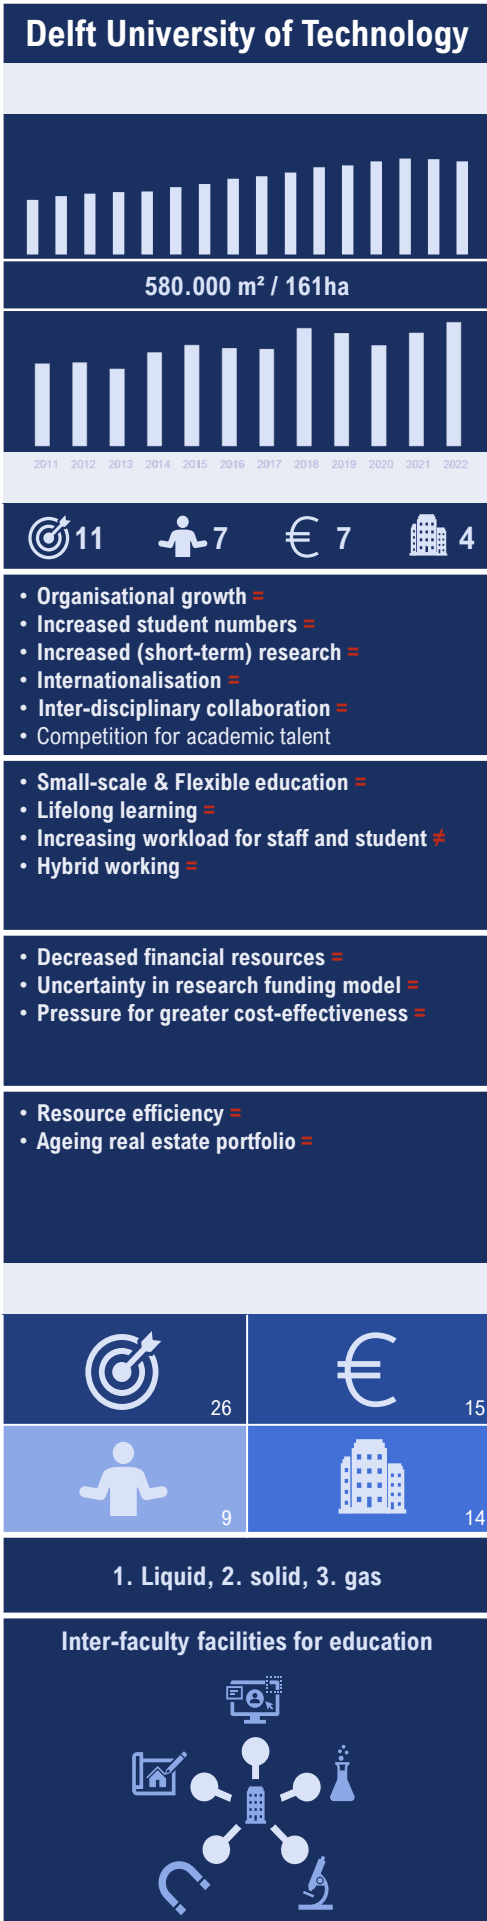 Delft University of Technology
580.000 m² / 161ha
2011 2012 2013 2014 2015 2016 2017 2018 2019 2020 2021 2022
11 7 € 7 4
• Organisational growth =
• Increased student numbers =
• Increased (short-term) research =
• Internationalisation =
• Inter-disciplinary collaboration =
• Competition for academic talent
• Small-scale & Flexible education =
• Lifelong learning =
• Increasing workload for staff and student ≠
• Hybrid working =
• Decreased financial resources =
• Uncertainty in research funding model =
• Pressure for greater cost-effectiveness =
• Resource efficiency =
• Ageing real estate portfolio =
€
26 15
9 14
1. Liquid, 2. solid, 3. gas
Inter-faculty facilities for education